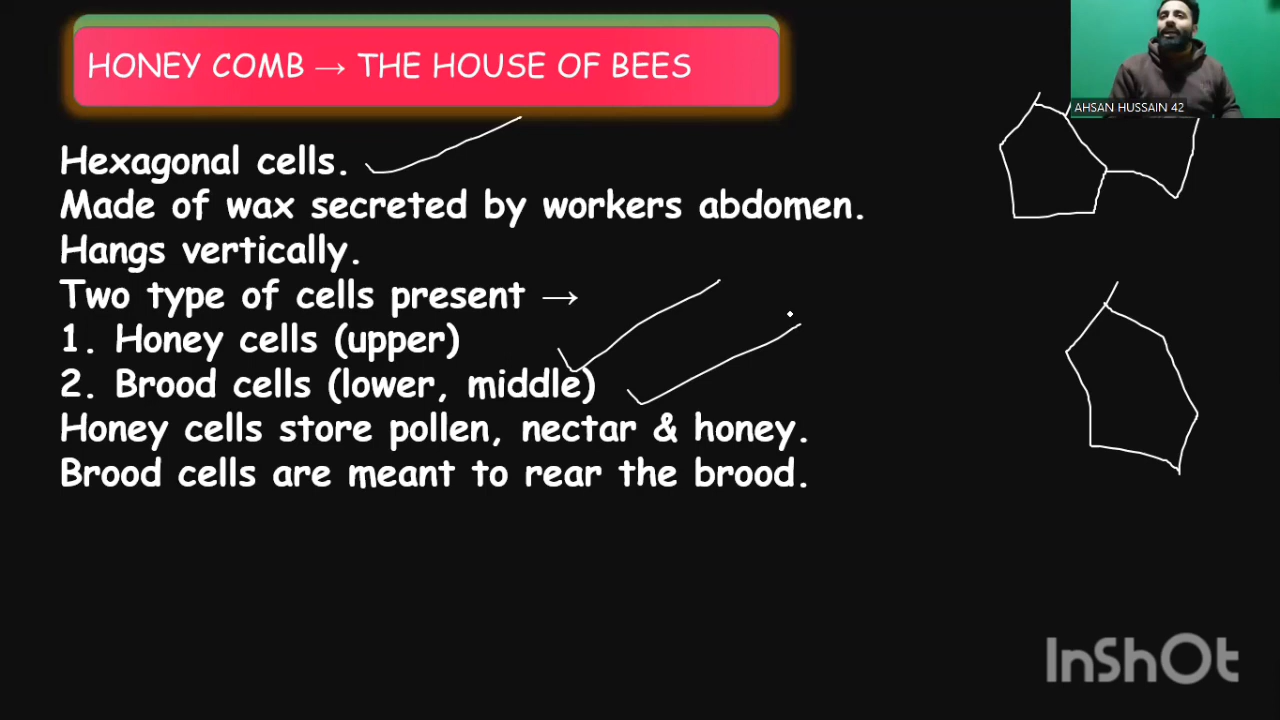 HONEY COMB → THE HOUSE OF BEES
AHSAN HUSSAIN 42
Hexagonal cells.
Made of wax secreted by workers abdomen.
Hangs vertically.
Two type of cells present →
1. Honey cells (upper)
2. Brood cells (lower, middle)
Honey cells store pollen, nectar & honey.
Brood cells are meant to rear the brood.
InShOt